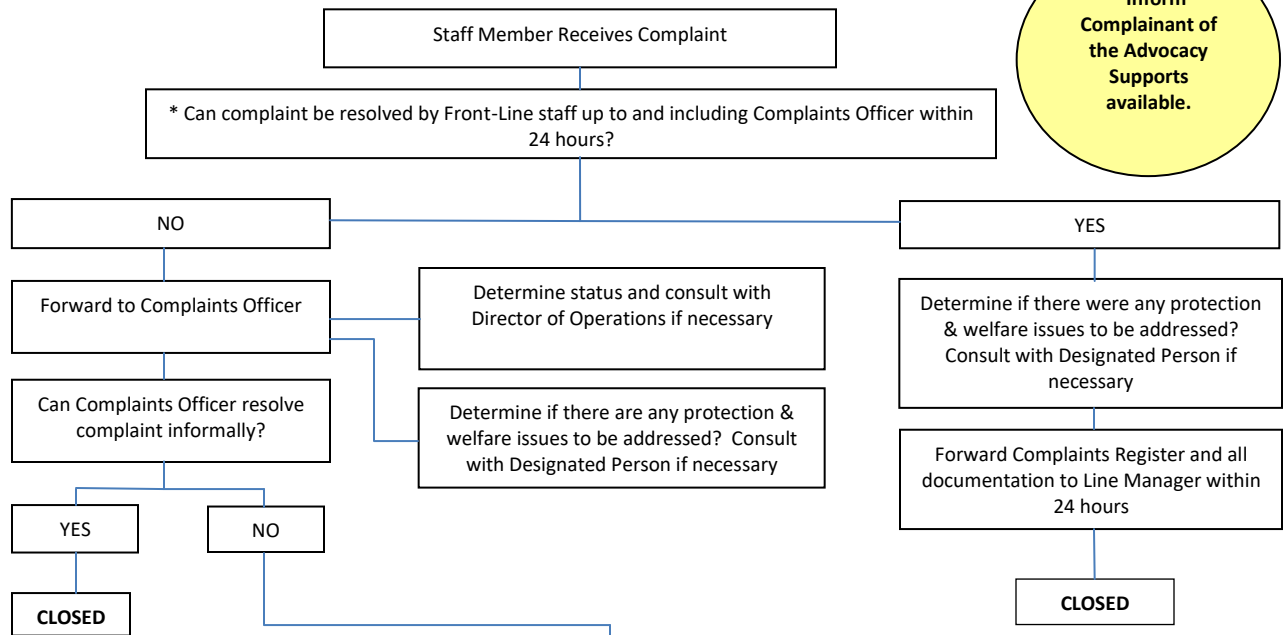 Inform
Complainant of
the Advocacy
Supports
available.
Staff Member Receives Complaint
* Can complaint be resolved by Front-Line staff up to and including Complaints Officer within
24 hours?
NO
YES
Forward to Complaints Officer
Determine status and consult with
Director of Operations if necessary
Determine if there were any protection
& welfare issues to be addressed?
Consult with Designated Person if
necessary
Can Complaints Officer resolve
complaint informally?
Determine if there are any protection &
welfare issues to be addressed?  Consult
with Designated Person if necessary
Forward Complaints Register and all
documentation to Line Manager within
24 hours
YES
NO
CLOSED
CLOSED